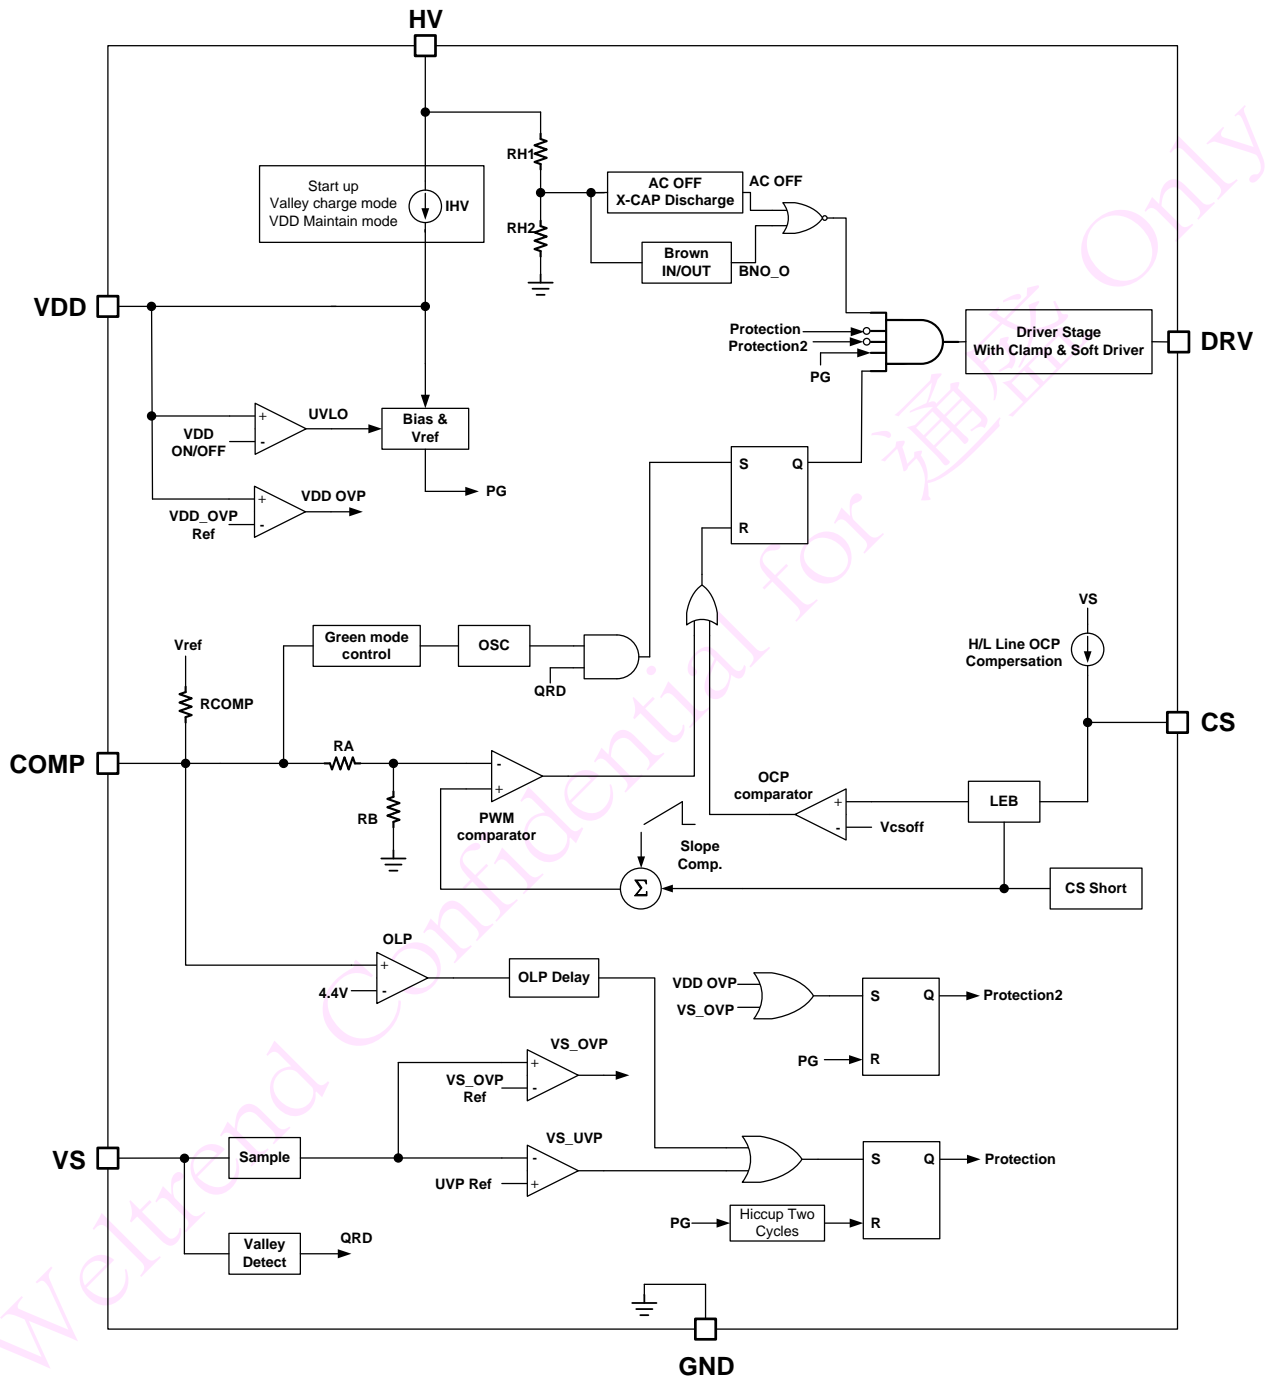 HV
RH1
Start up
Valley charge mode
VDD Maintain mode
IHV
AC OFF
X-CAP Discharge
AC OFF
RH2
Brown
IN/OUT
BNO_O
VDD
Protection
Protection2
PG
Driver Stage
With Clamp & Soft Driver
DRV
+
-
VDD
ON/OFF
UVLO
Bias &
Vref
PG
+
-
VDD_OVP
Ref
VDD OVP
S
Q
R
Vref
RCOMP
Green mode
control
OSC
QRD
VS
H/L Line OCP
Compersation
CS
COMP
RA
RB
-
+
PWM
comparator
OCP
comparator
+
-
Vcsoff
LEB
Slope
Comp.
Σ
CS Short
OLP
+
-
4.4V
OLP Delay
VDD OVP
VS_OVP
S
Q
Protection2
PG
R
VS_OVP
+
-
VS_OVP
Ref
VS
Sample
VS_UVP
-
+
UVP Ref
S
Q
Protection
PG
Hiccup Two
Cycles
R
Valley
Detect
QRD
GND
Weltrend Confidential for 通盛 Only